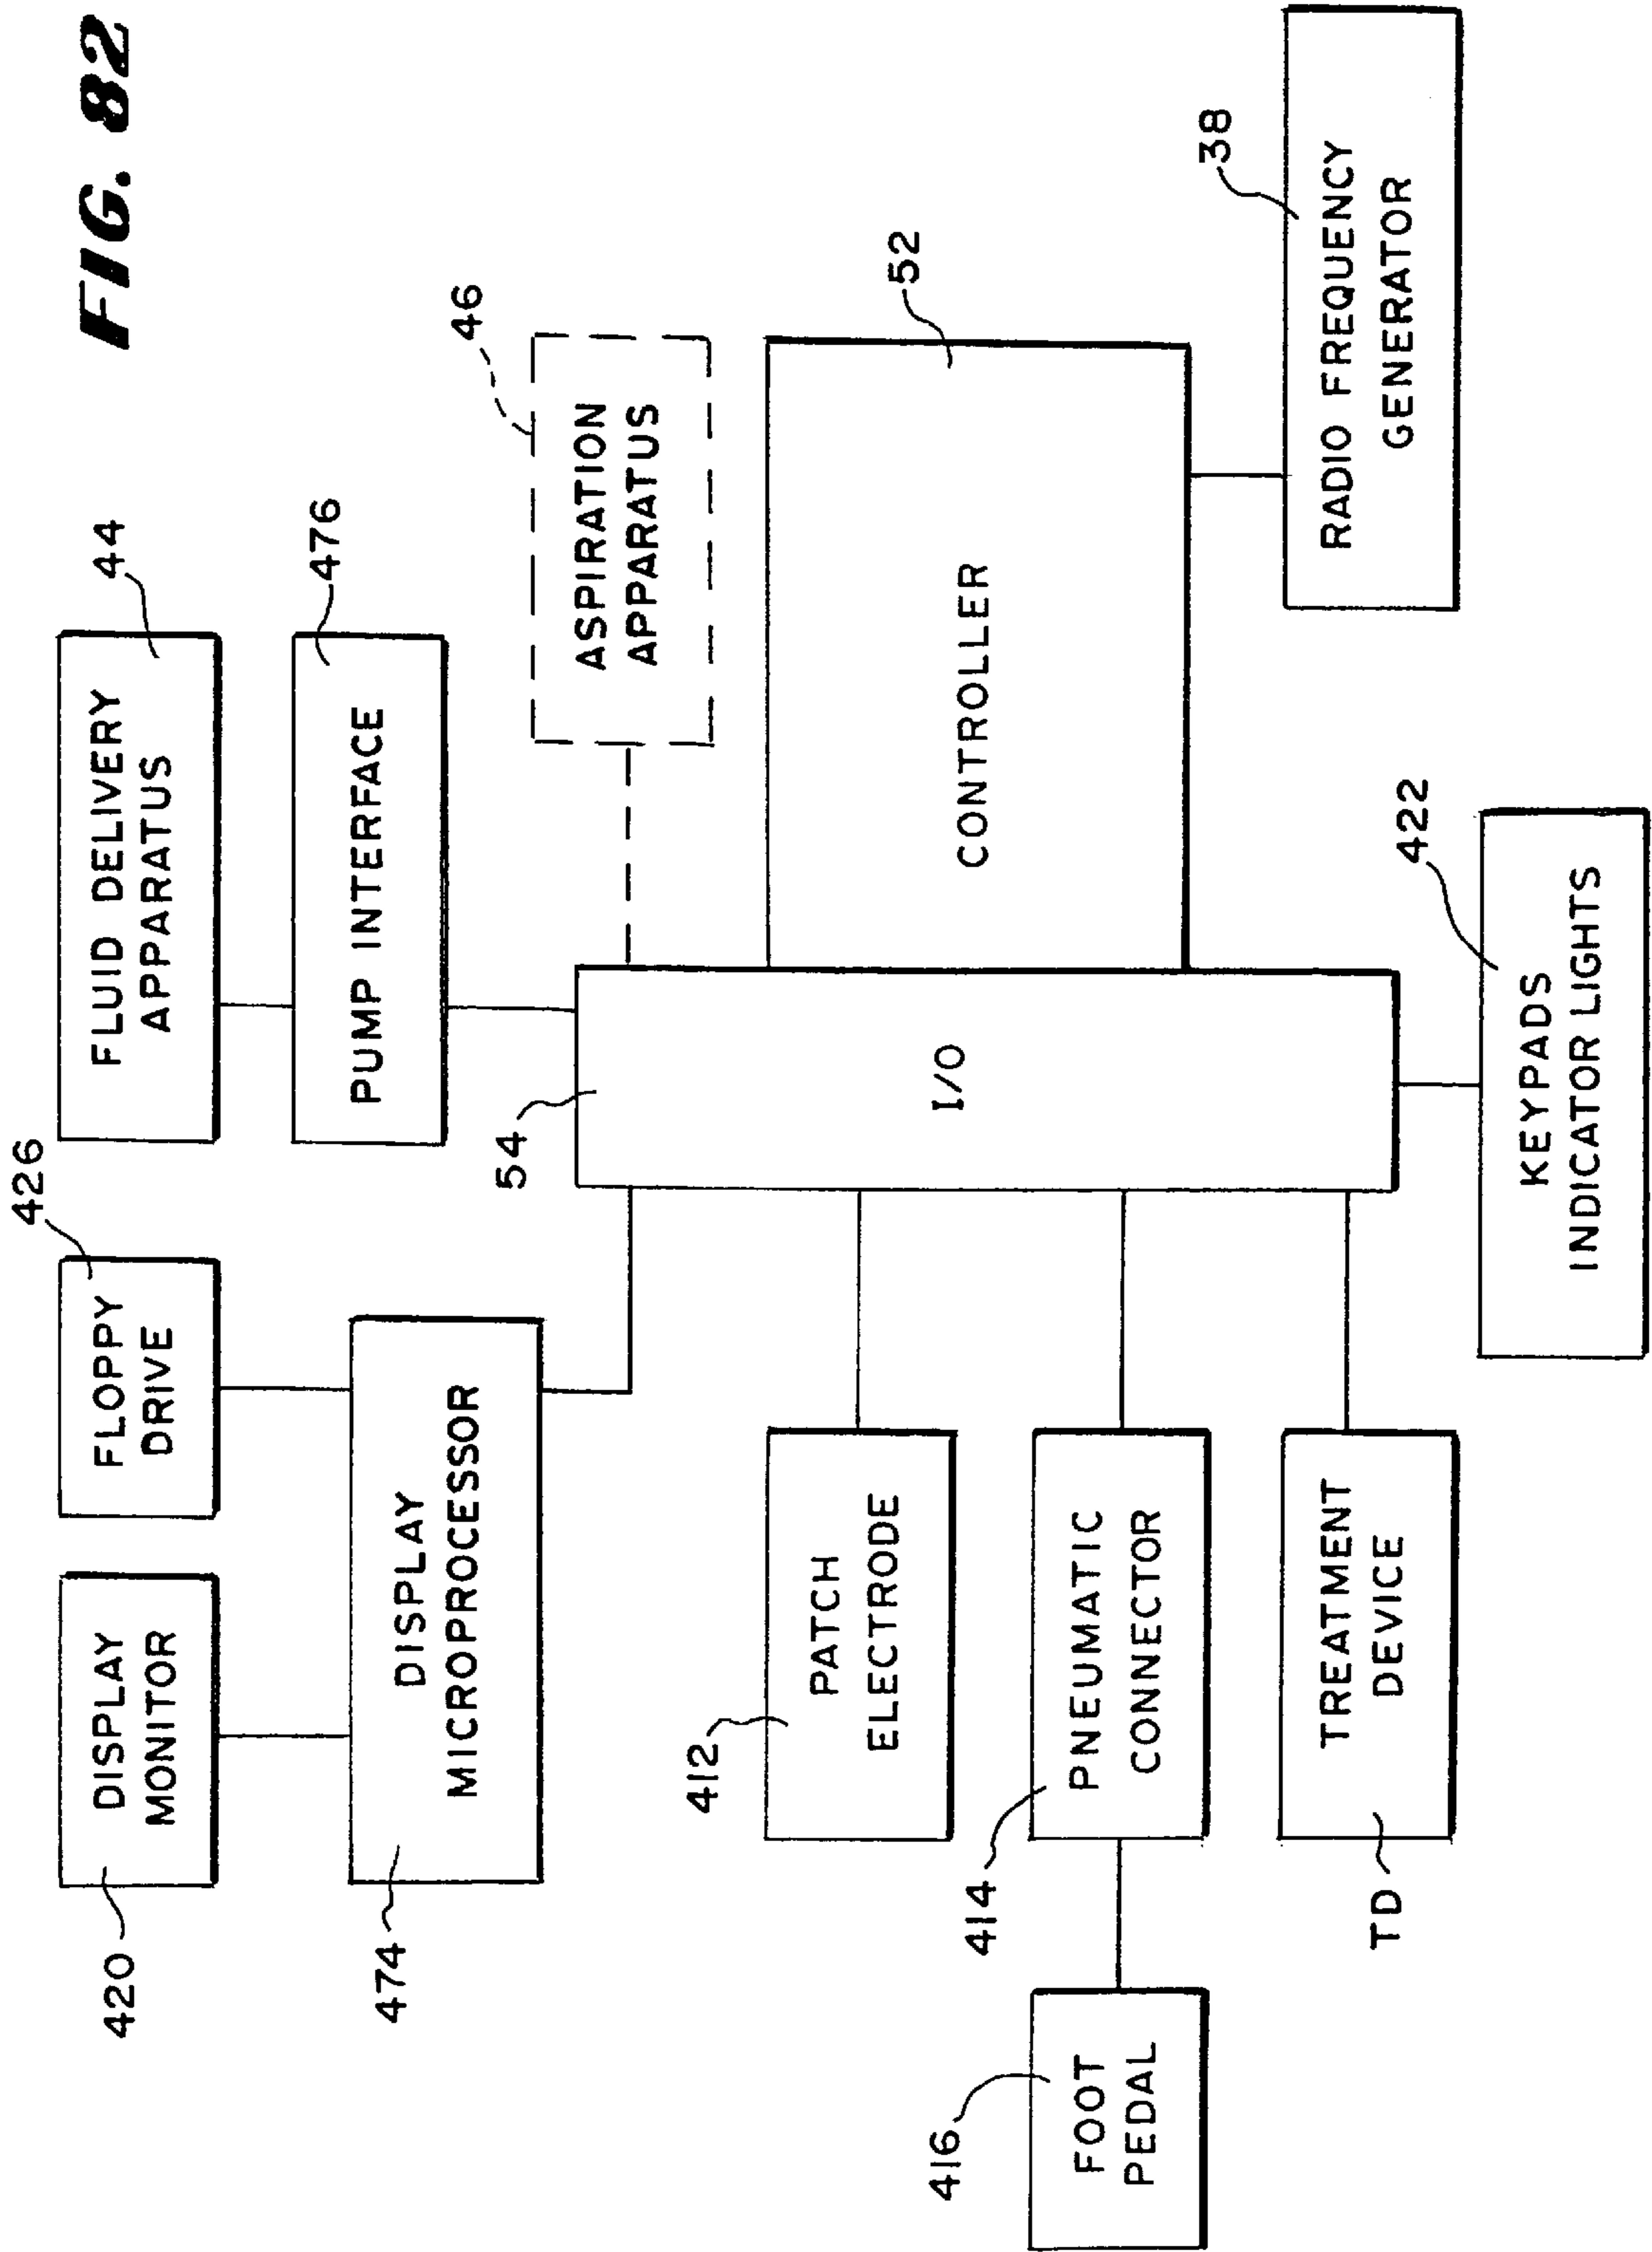 FIG. 82
420
DISPLAY
MONITOR
426
FLOPPY
DRIVE
44
FLUID DELIVERY
APPARATUS
474
DISPLAY
MICROPROCESSOR
476
PUMP INTERFACE
46
ASPIRATION
APPARATUS
54
I/O
52
CONTROLLER
412
PATCH
ELECTRODE
416
FOOT
PEDAL
414
PNEUMATIC
CONNECTOR
TD
TREATMENT
DEVICE
38
RADIO FREQUENCY
GENERATOR
422
KEYPADS
INDICATOR LIGHTS